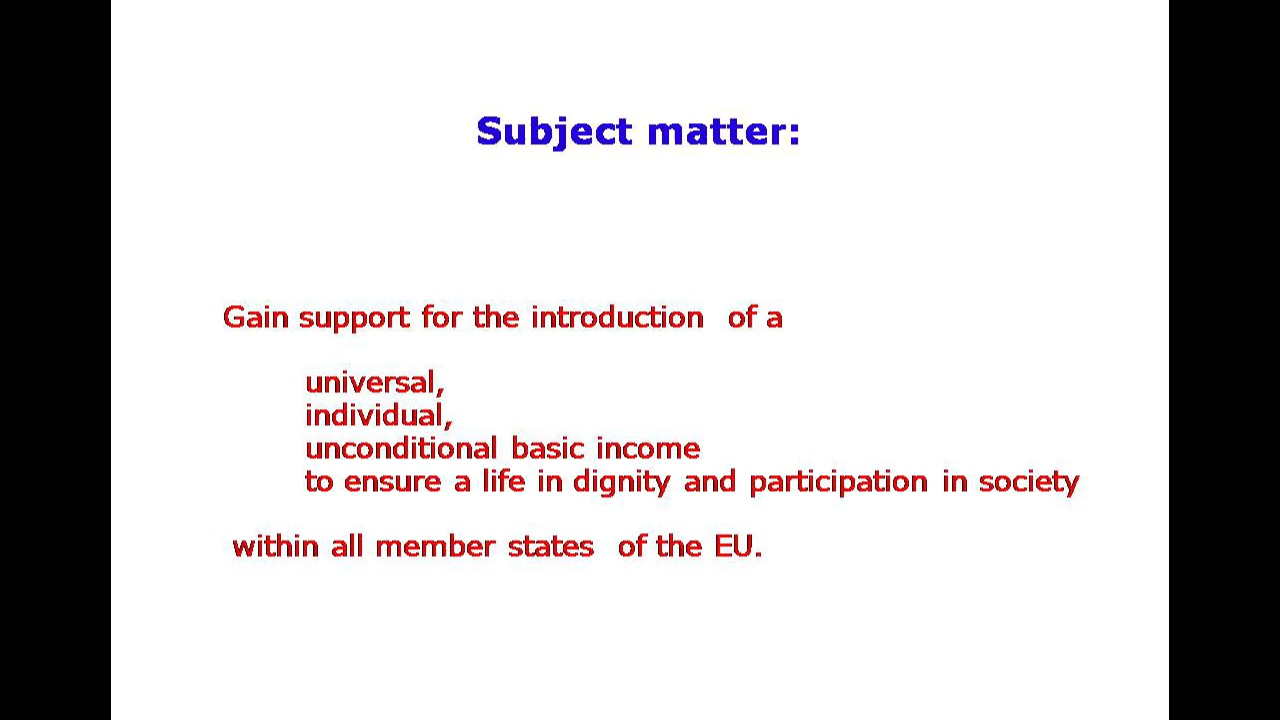 Subject matter:
Gain support for the introduction of a
universal,
individual,
unconditional basic income
to ensure a life in dignity and participation in society
within all member states of the EU.